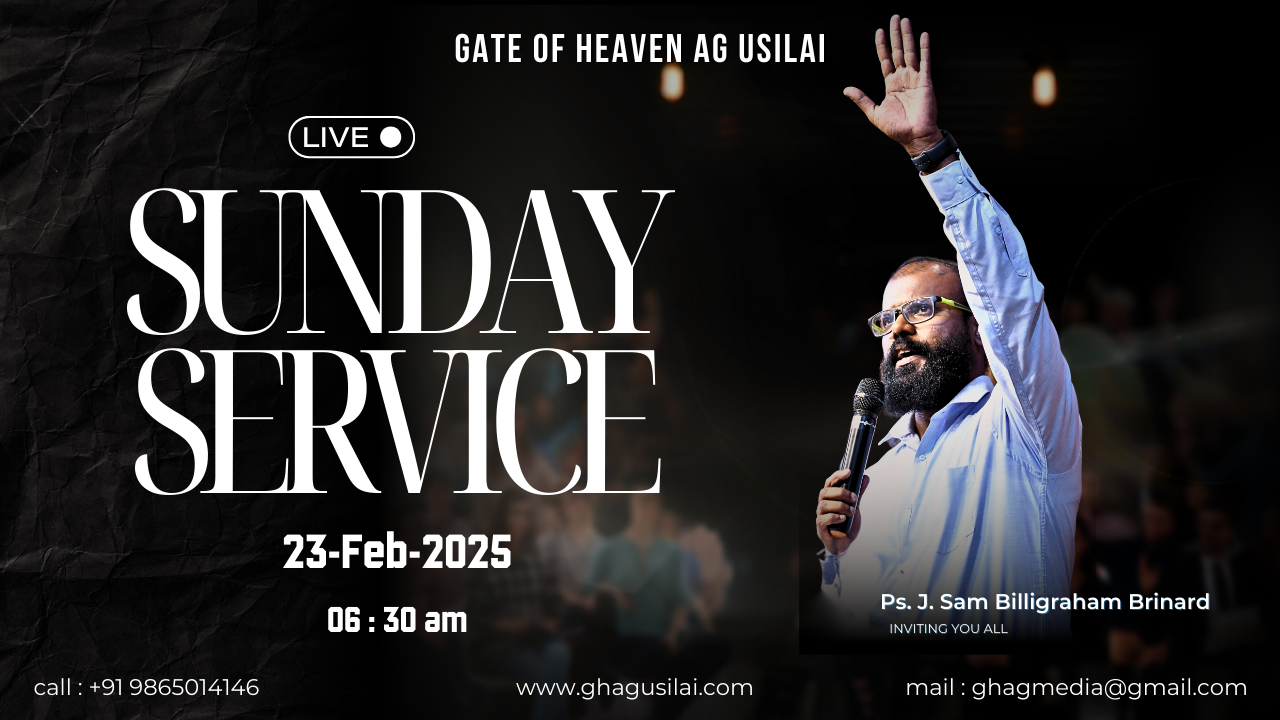 GATE OF HEAVEN AG USILAI
LIVE
SUNDAY
SERVICE
23-Feb-2025
06 : 30 am
Ps. J. Sam Billigraham Brinard
INVITING YOU ALL
call : +91 9865014146
www.ghagusilai.com
mail : ghagmedia@gmail.com